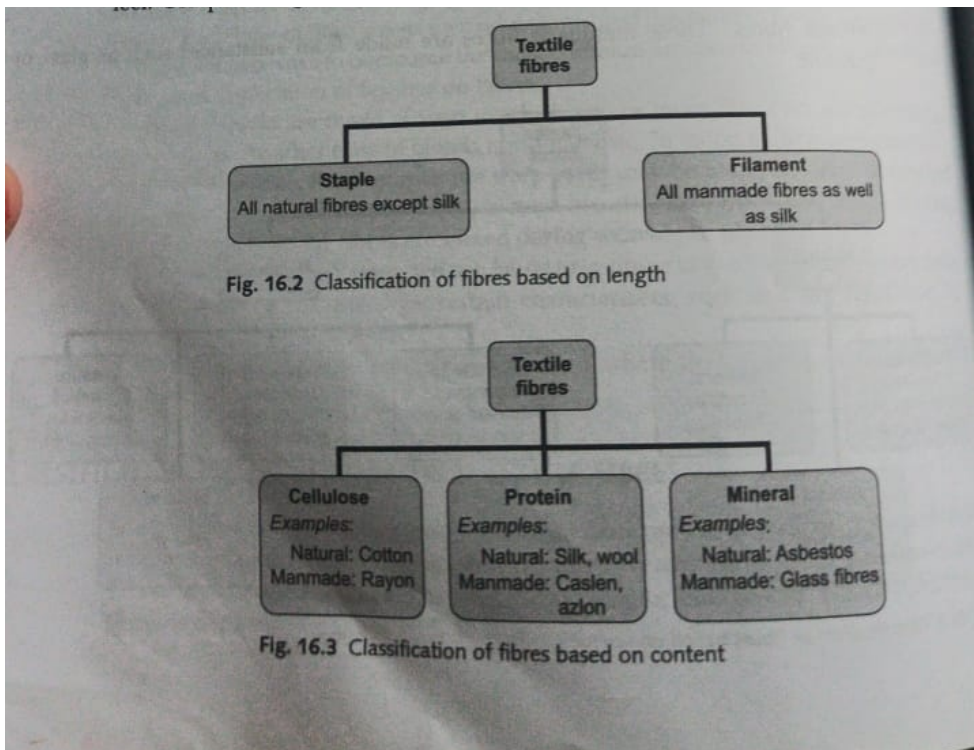 Textile
fibres
Staple
All natural fibres except silk
Filament
All manmade fibres as well
as silk
Fig. 16.2 Classification of fibres based on length
Textile
fibres
Cellulose
Examples:
Natural: Cotton
Manmade: Rayon
Protein
Examples:
Natural: Silk, wool
Manmade: Caslen,
azlon
Mineral
Examples:
Natural: Asbestos
Manmade: Glass fibres
Fig. 16.3 Classification of fibres based on content